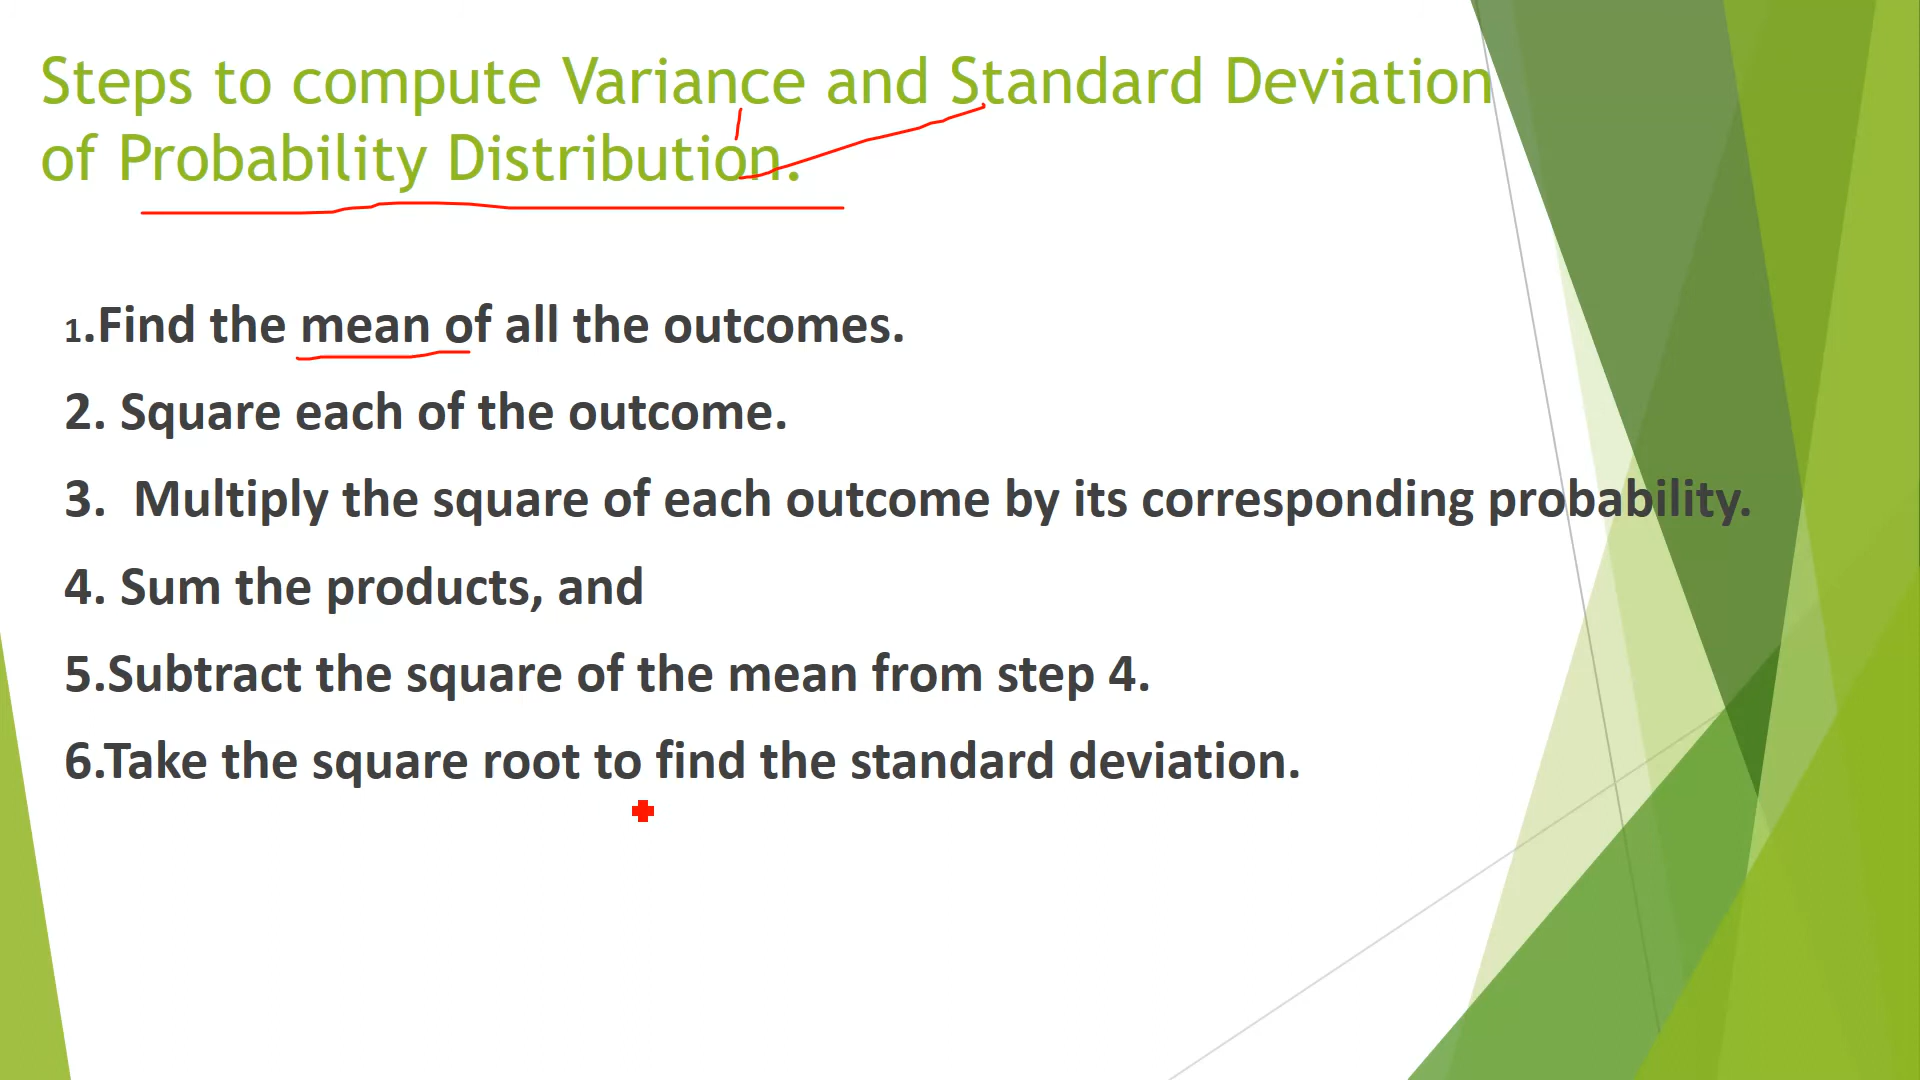 Steps to compute Variance and Standard Deviation
of Probability Distribution.
1.Find the mean of all the outcomes.
2. Square each of the outcome.
3.  Multiply the square of each outcome by its corresponding probability.
4. Sum the products, and
5.Subtract the square of the mean from step 4.
6.Take the square root to find the standard deviation.